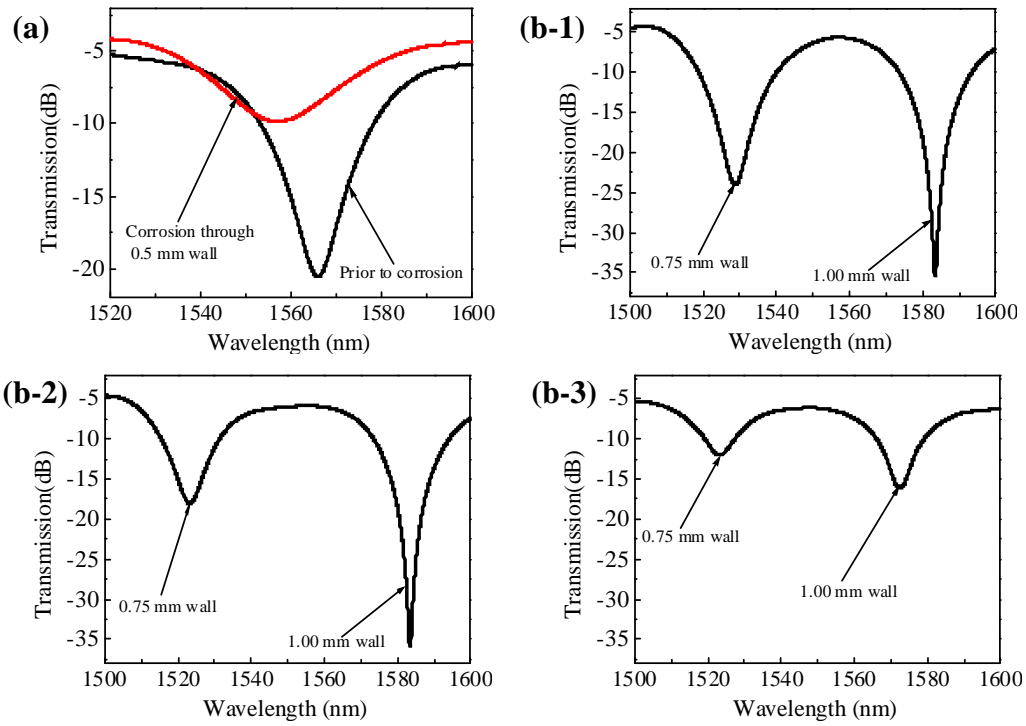 (a)
-5
-10
-15
-20
Transmission(dB)
Corrosion through
0.5 mm wall
Prior to corrosion
1520 1540 1560 1580 1600
Wavelength (nm)
(b-1)
-5
-10
-15
-20
-25
-30
-35
Transmission(dB)
0.75 mm wall
1.00 mm wall
1500 1520 1540 1560 1580 1600
Wavelength (nm)
(b-2)
-5
-10
-15
-20
-25
-30
-35
Transmission(dB)
0.75 mm wall
1.00 mm wall
1500 1520 1540 1560 1580 1600
Wavelength (nm)
(b-3)
-5
-10
-15
-20
-25
-30
-35
Transmission(dB)
0.75 mm wall
1.00 mm wall
1500 1520 1540 1560 1580 1600
Wavelength (nm)